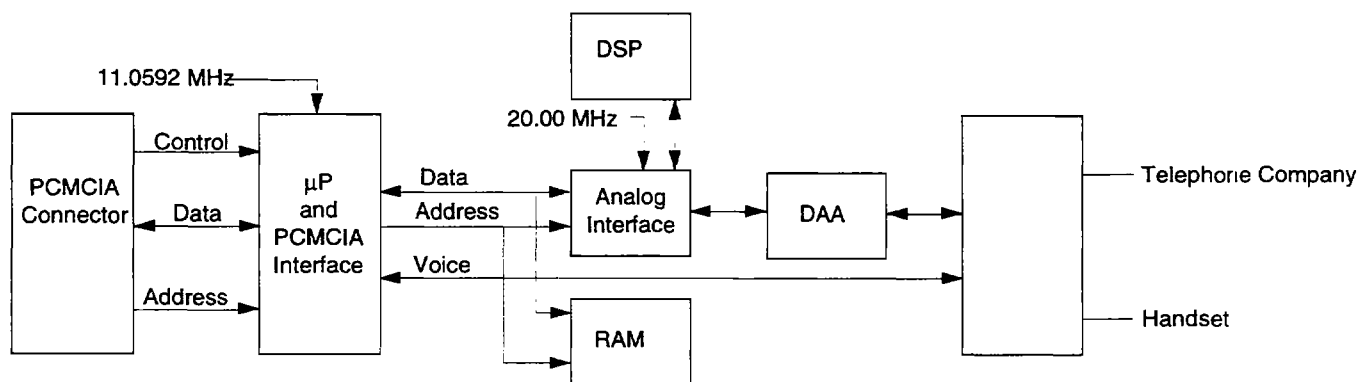 DSP
11.0592 MHz
20.00 MHz
PCMCIA
Connector
Control
Data
Address
µP
and
PCMCIA
Interface
Data
Address
Voice
Analog
Interface
DAA
RAM
Telephone Company
Handset